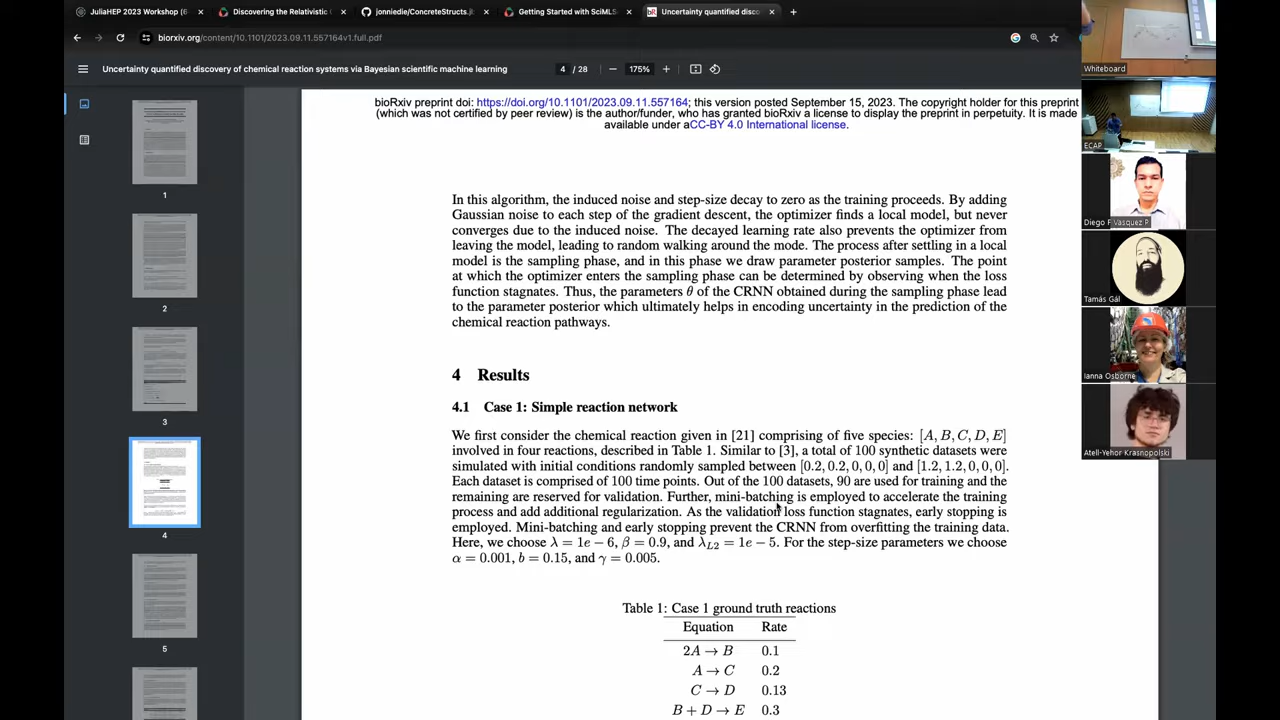 JuliaHEP 2023 Workshop (6
Discovering the Relativistic
jonniedie/ConcreteStructs.jl
Getting Started with SciMLS
Uncertainty quantified disco
biorxiv.org/content/10.1101/2023.09.11.557164v1.full.pdf
Uncertainty quantified discovery of chemical reaction systems via Bayesian scientific machine learning
4 / 28
175%
bioRxiv preprint doi: https://doi.org/10.1101/2023.09.11.557164; this version posted September 15, 2023. The copyright holder for this preprint
(which was not certified by peer review) is the author/funder, who has granted bioRxiv a license to display the preprint in perpetuity. It is made
available under aCC-BY 4.0 International license.
In this algorithm, the induced noise and step-size decay to zero as the training proceeds. By adding
Gaussian noise to each step of the gradient descent, the optimizer finds a local model, but never
converges due to the induced noise. The decayed learning rate also prevents the optimizer from
leaving the model, leading to random walking around the mode. The process after settling in a local
model is the sampling phase, and in this phase we draw parameter posterior samples. The point
at which the optimizer enters the sampling phase can be determined by observing when the loss
function stagnates. Thus, the parameters θ of the CRNN obtained during the sampling phase lead
to the parameter posterior which ultimately helps in encoding uncertainty in the prediction of the
chemical reaction pathways.
4 Results
4.1 Case 1: Simple reaction network
We first consider the chemical reaction given in [21] comprising of five species: [A, B, C, D, E]
involved in four reactions, described in Table 1. Similar to [3], a total of 100 synthetic datasets were
simulated with initial conditions randomly sampled between [0.2, 0.2, 0, 0, 0] and [1.2, 1.2, 0, 0, 0].
Each dataset is comprised of 100 time points. Out of the 100 datasets, 90 are used for training and the
remaining are reserved for validation. Further, mini-batching is employed to accelerate the training
process and add additional regularization. As the validation loss function stagnates, early stopping is
employed. Mini-batching and early stopping prevent the CRNN from overfitting the training data.
Here, we choose λ = 1e − 6, β = 0.9, and λL2 = 1e − 5. For the step-size parameters we choose
α = 0.001, b = 0.15, and γ = 0.005.
Table 1: Case 1 ground truth reactions
Equation Rate
2A → B 0.1
A → C 0.2
C → D 0.13
B + D → E 0.3
1
2
3
4
5
Whiteboard
ECAP
Diego F Vasquez P
Tamás Gál
Ianna Osborne
Atell-Yehor Krasnopolski